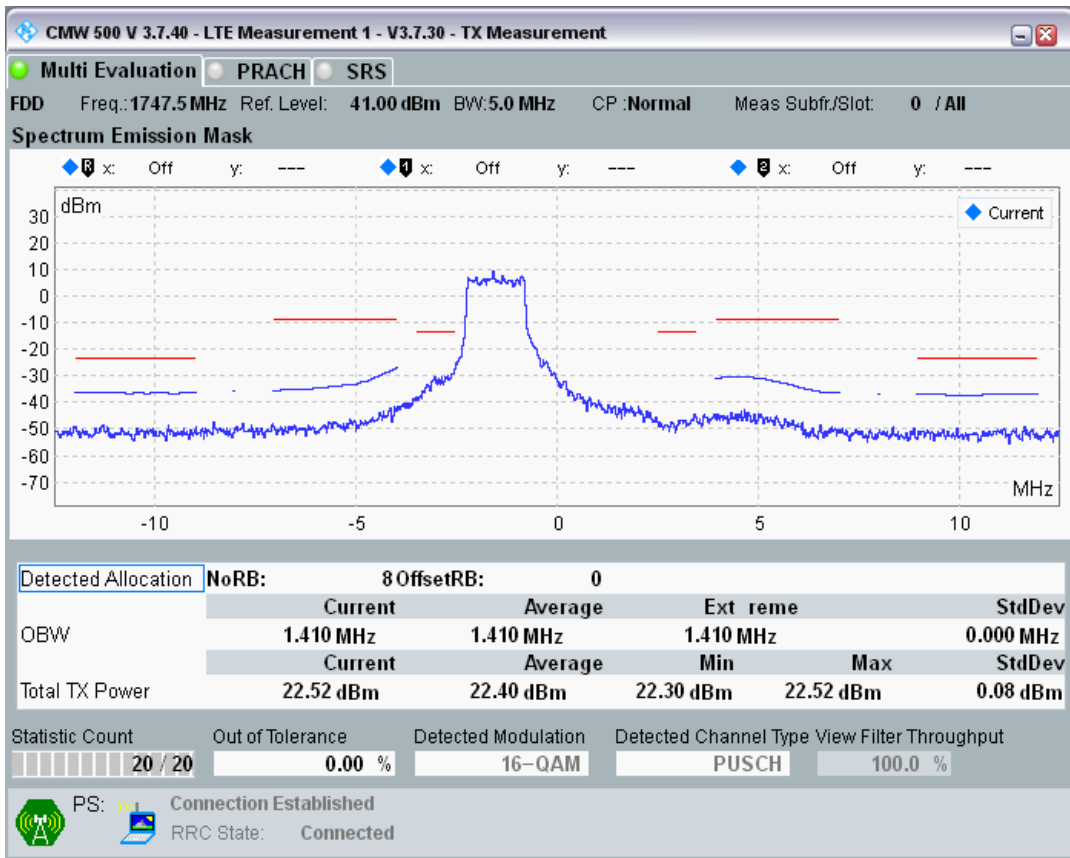 CMW 500 V 3.7.40 - LTE Measurement 1 - V3.7.30 - TX Measurement
Multi Evaluation PRACH SRS
FDD Freq.: 1747.5 MHz Ref. Level: 41.00 dBm BW: 5.0 MHz CP : Normal Meas Subfr./Slot: 0 / All
Spectrum Emission Mask
R x: Off y: --- 1 x: Off y: --- 2 x: Off y: ---
dBm
Current
30
20
10
0
-10
-20
-30
-40
-50
-60
-70
MHz
-10 -5 0 5 10
Detected Allocation NoRB: 8 OffsetRB: 0
Current Average Ext reme StdDev
OBW 1.410 MHz 1.410 MHz 1.410 MHz 0.000 MHz
Current Average Min Max StdDev
Total TX Power 22.52 dBm 22.40 dBm 22.30 dBm 22.52 dBm 0.08 dBm
Statistic Count Out of Tolerance Detected Modulation Detected Channel Type View Filter Throughput
20 / 20 0.00 % 16-QAM PUSCH 100.0 %
PS: Connection Established
RRC State: Connected